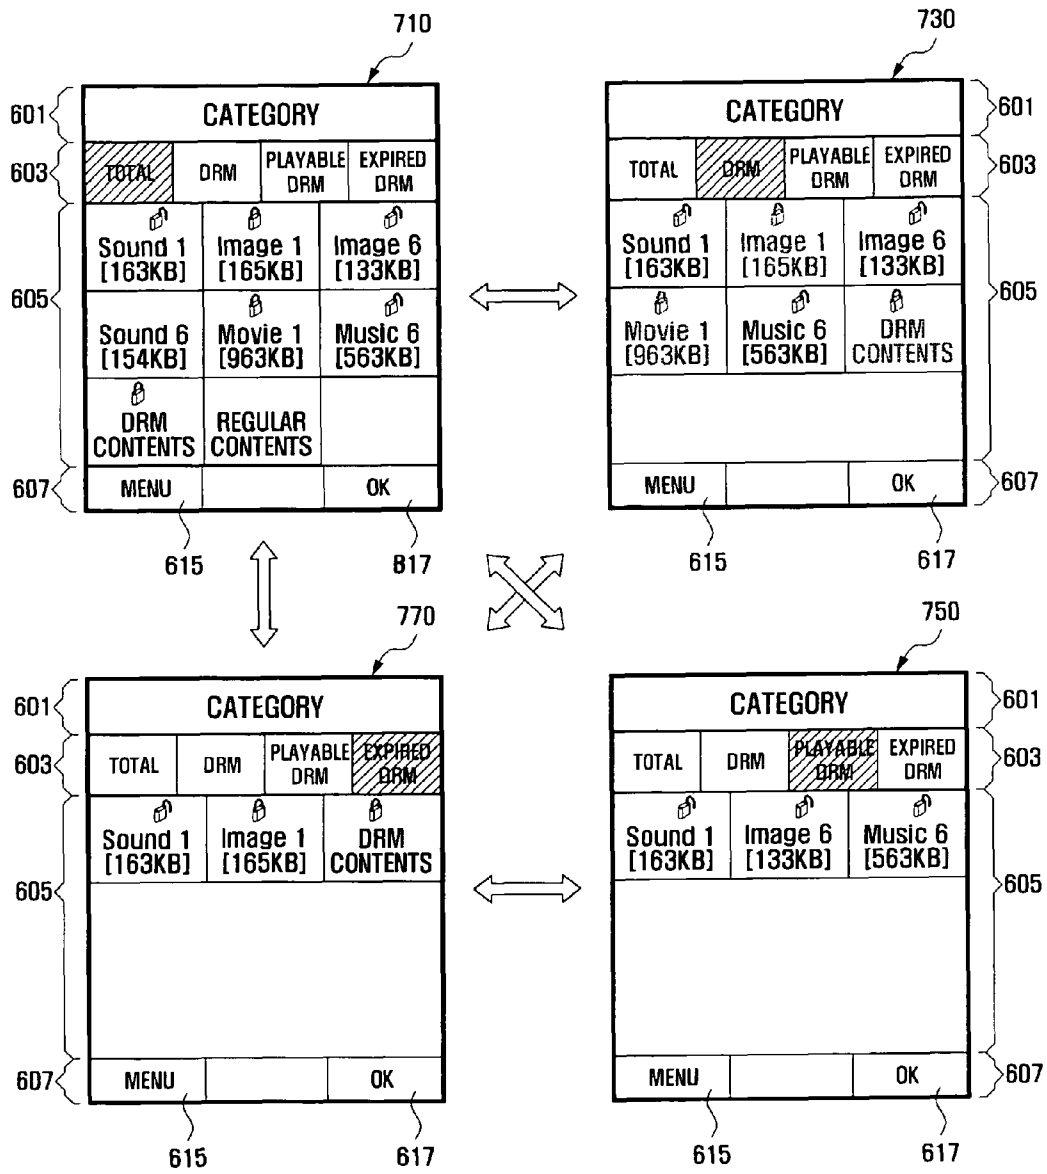 710
730
601
CATEGORY
CATEGORY
601
603
TOTAL
DRM
PLAYABLE DRM
EXPIRED DRM
TOTAL
DRM
PLAYABLE DRM
EXPIRED DRM
603
605
Sound 1
[163KB]
Image 1
[165KB]
Image 6
[133KB]
Sound 6
[154KB]
Movie 1
[963KB]
Music 6
[563KB]
DRM
CONTENTS
REGULAR
CONTENTS
Sound 1
[163KB]
Image 1
[165KB]
Image 6
[133KB]
Movie 1
[963KB]
Music 6
[563KB]
DRM
CONTENTS
605
607
MENU
OK
MENU
OK
607
615
817
615
617
770
750
601
CATEGORY
CATEGORY
601
603
TOTAL
DRM
PLAYABLE DRM
EXPIRED DRM
TOTAL
DRM
PLAYABLE DRM
EXPIRED DRM
603
605
Sound 1
[163KB]
Image 1
[165KB]
DRM
CONTENTS
Sound 1
[163KB]
Image 6
[133KB]
Music 6
[563KB]
605
607
MENU
OK
MENU
OK
607
615
617
615
617